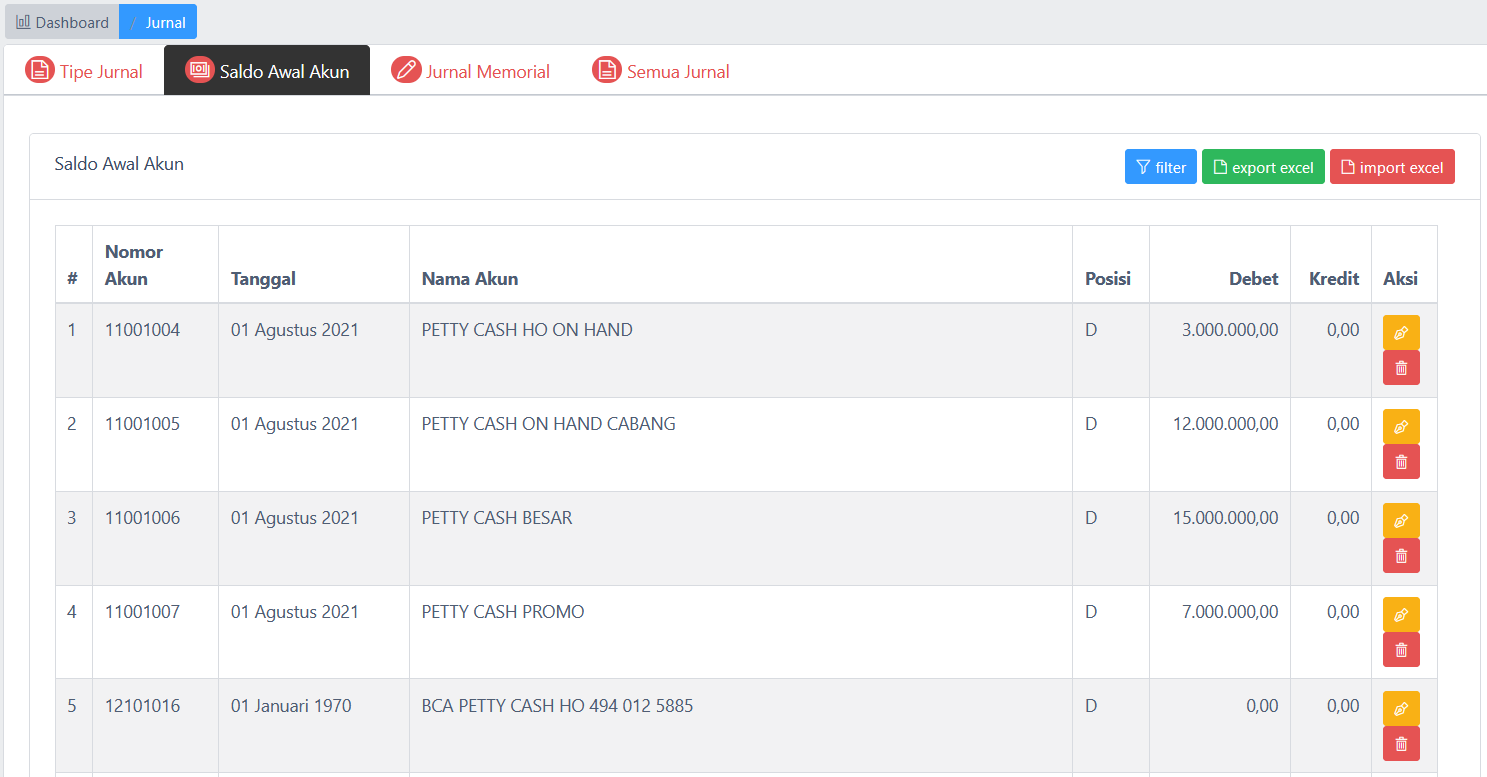 Dashboard / Jurnal
Tipe Jurnal Saldo Awal Akun Jurnal Memorial Semua Jurnal
Saldo Awal Akun filter export excel import excel
# Nomor Akun Tanggal Nama Akun Posisi Debet Kredit Aksi
1 11001004 01 Agustus 2021 PETTY CASH HO ON HAND D 3.000.000,00 0,00
2 11001005 01 Agustus 2021 PETTY CASH ON HAND CABANG D 12.000.000,00 0,00
3 11001006 01 Agustus 2021 PETTY CASH BESAR D 15.000.000,00 0,00
4 11001007 01 Agustus 2021 PETTY CASH PROMO D 7.000.000,00 0,00
5 12101016 01 Januari 1970 BCA PETTY CASH HO 494 012 5885 D 0,00 0,00